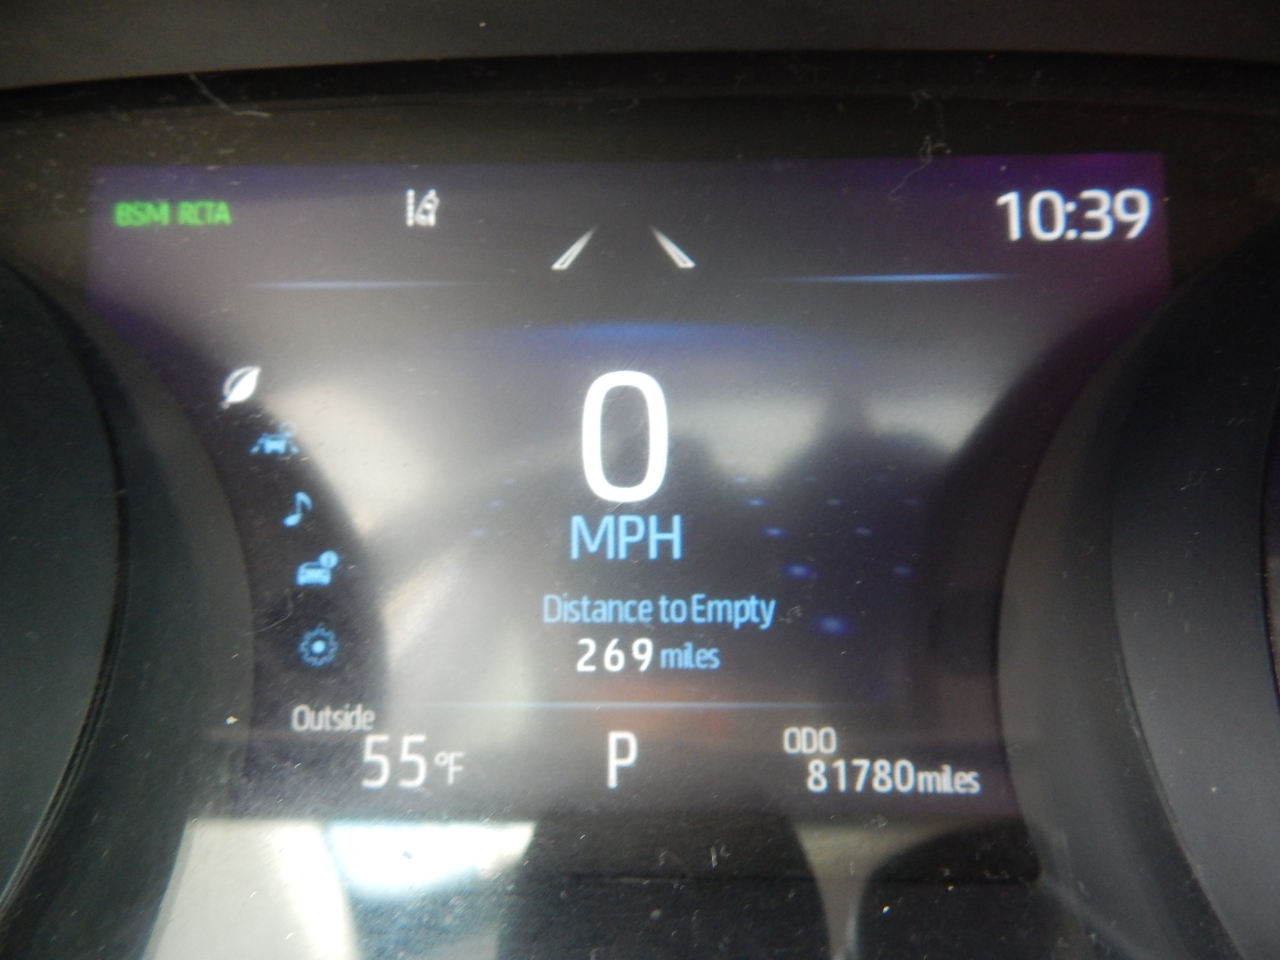 BSM RCTA
10:39
0
MPH
Distance to Empty
269 miles
Outside
55°F
P
ODO
81780 miles